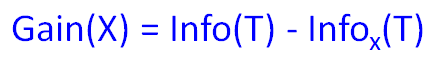 Gain(X) = Info(T) - Infoₓ(T)